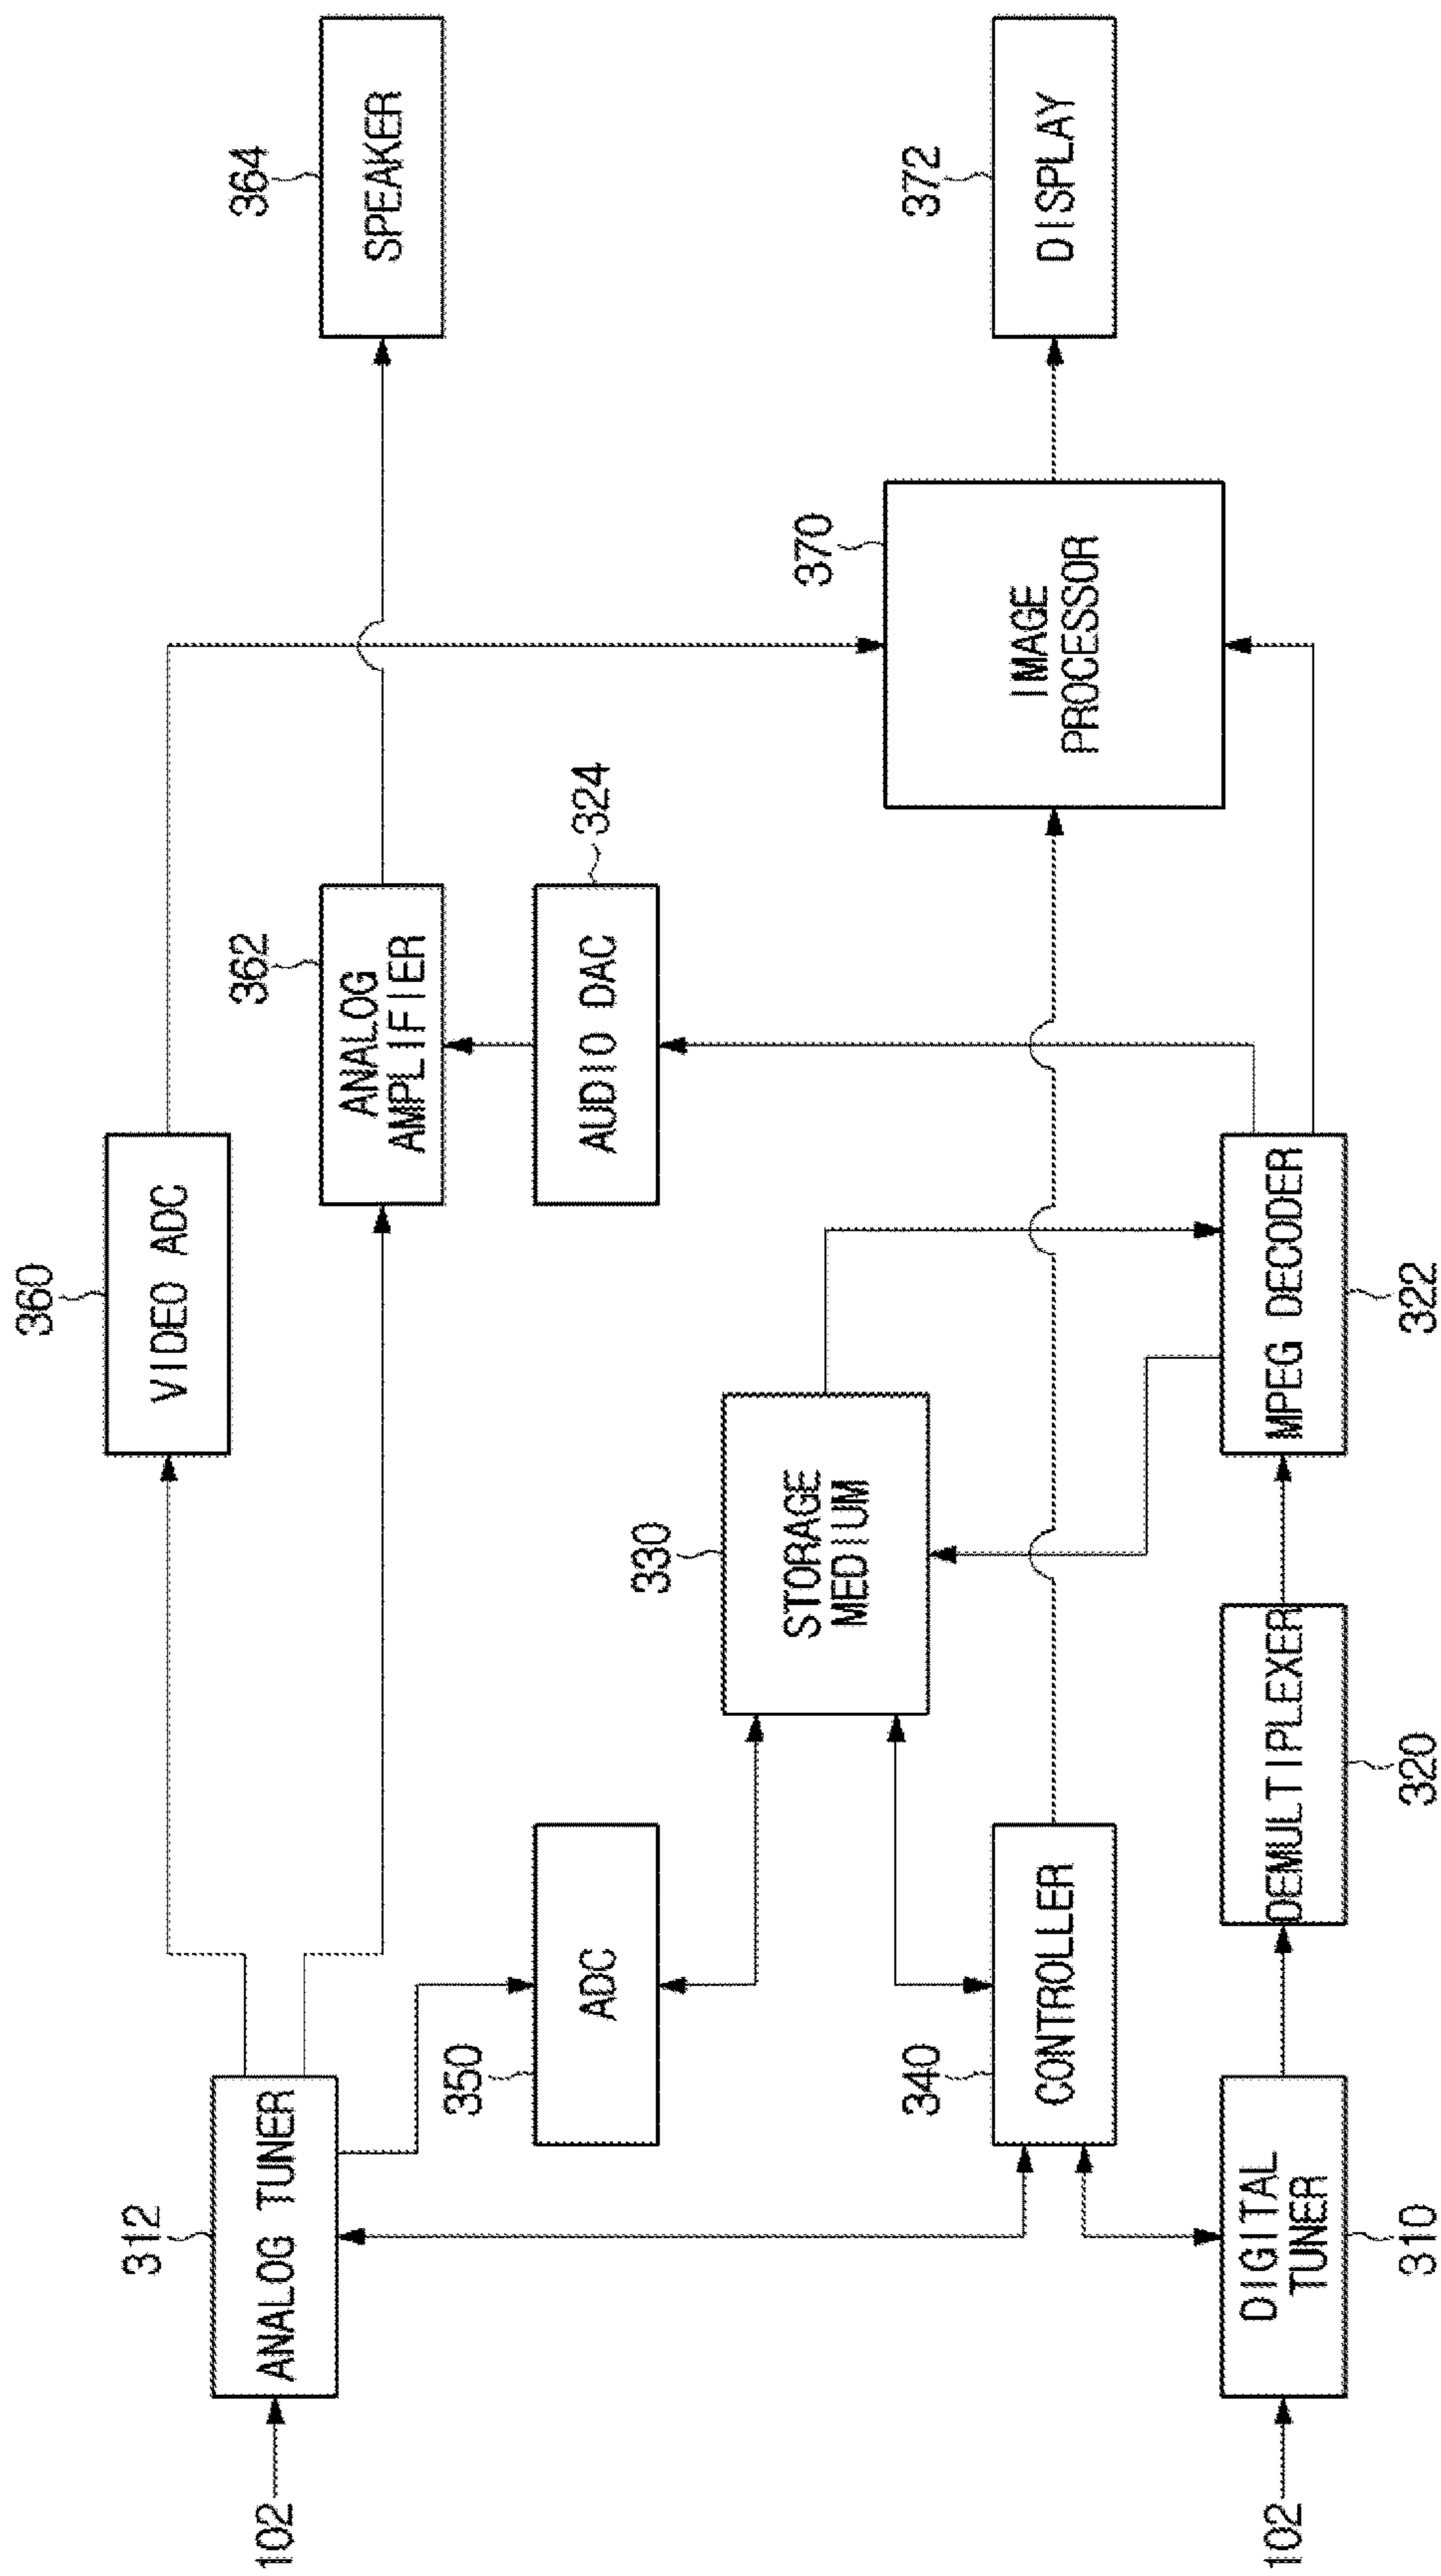 360
VIDEO ADC
312
ANALOG TUNER
102
362
ANALOG
AMPLIFIER
364
SPEAKER
350
ADC
324
AUDIO DAC
330
STORAGE
MEDIUM
340
CONTROLLER
370
IMAGE
PROCESSOR
372
DISPLAY
102
DIGITAL
TUNER
310
DEMULTIPLEXER
320
MPEG DECODER
322